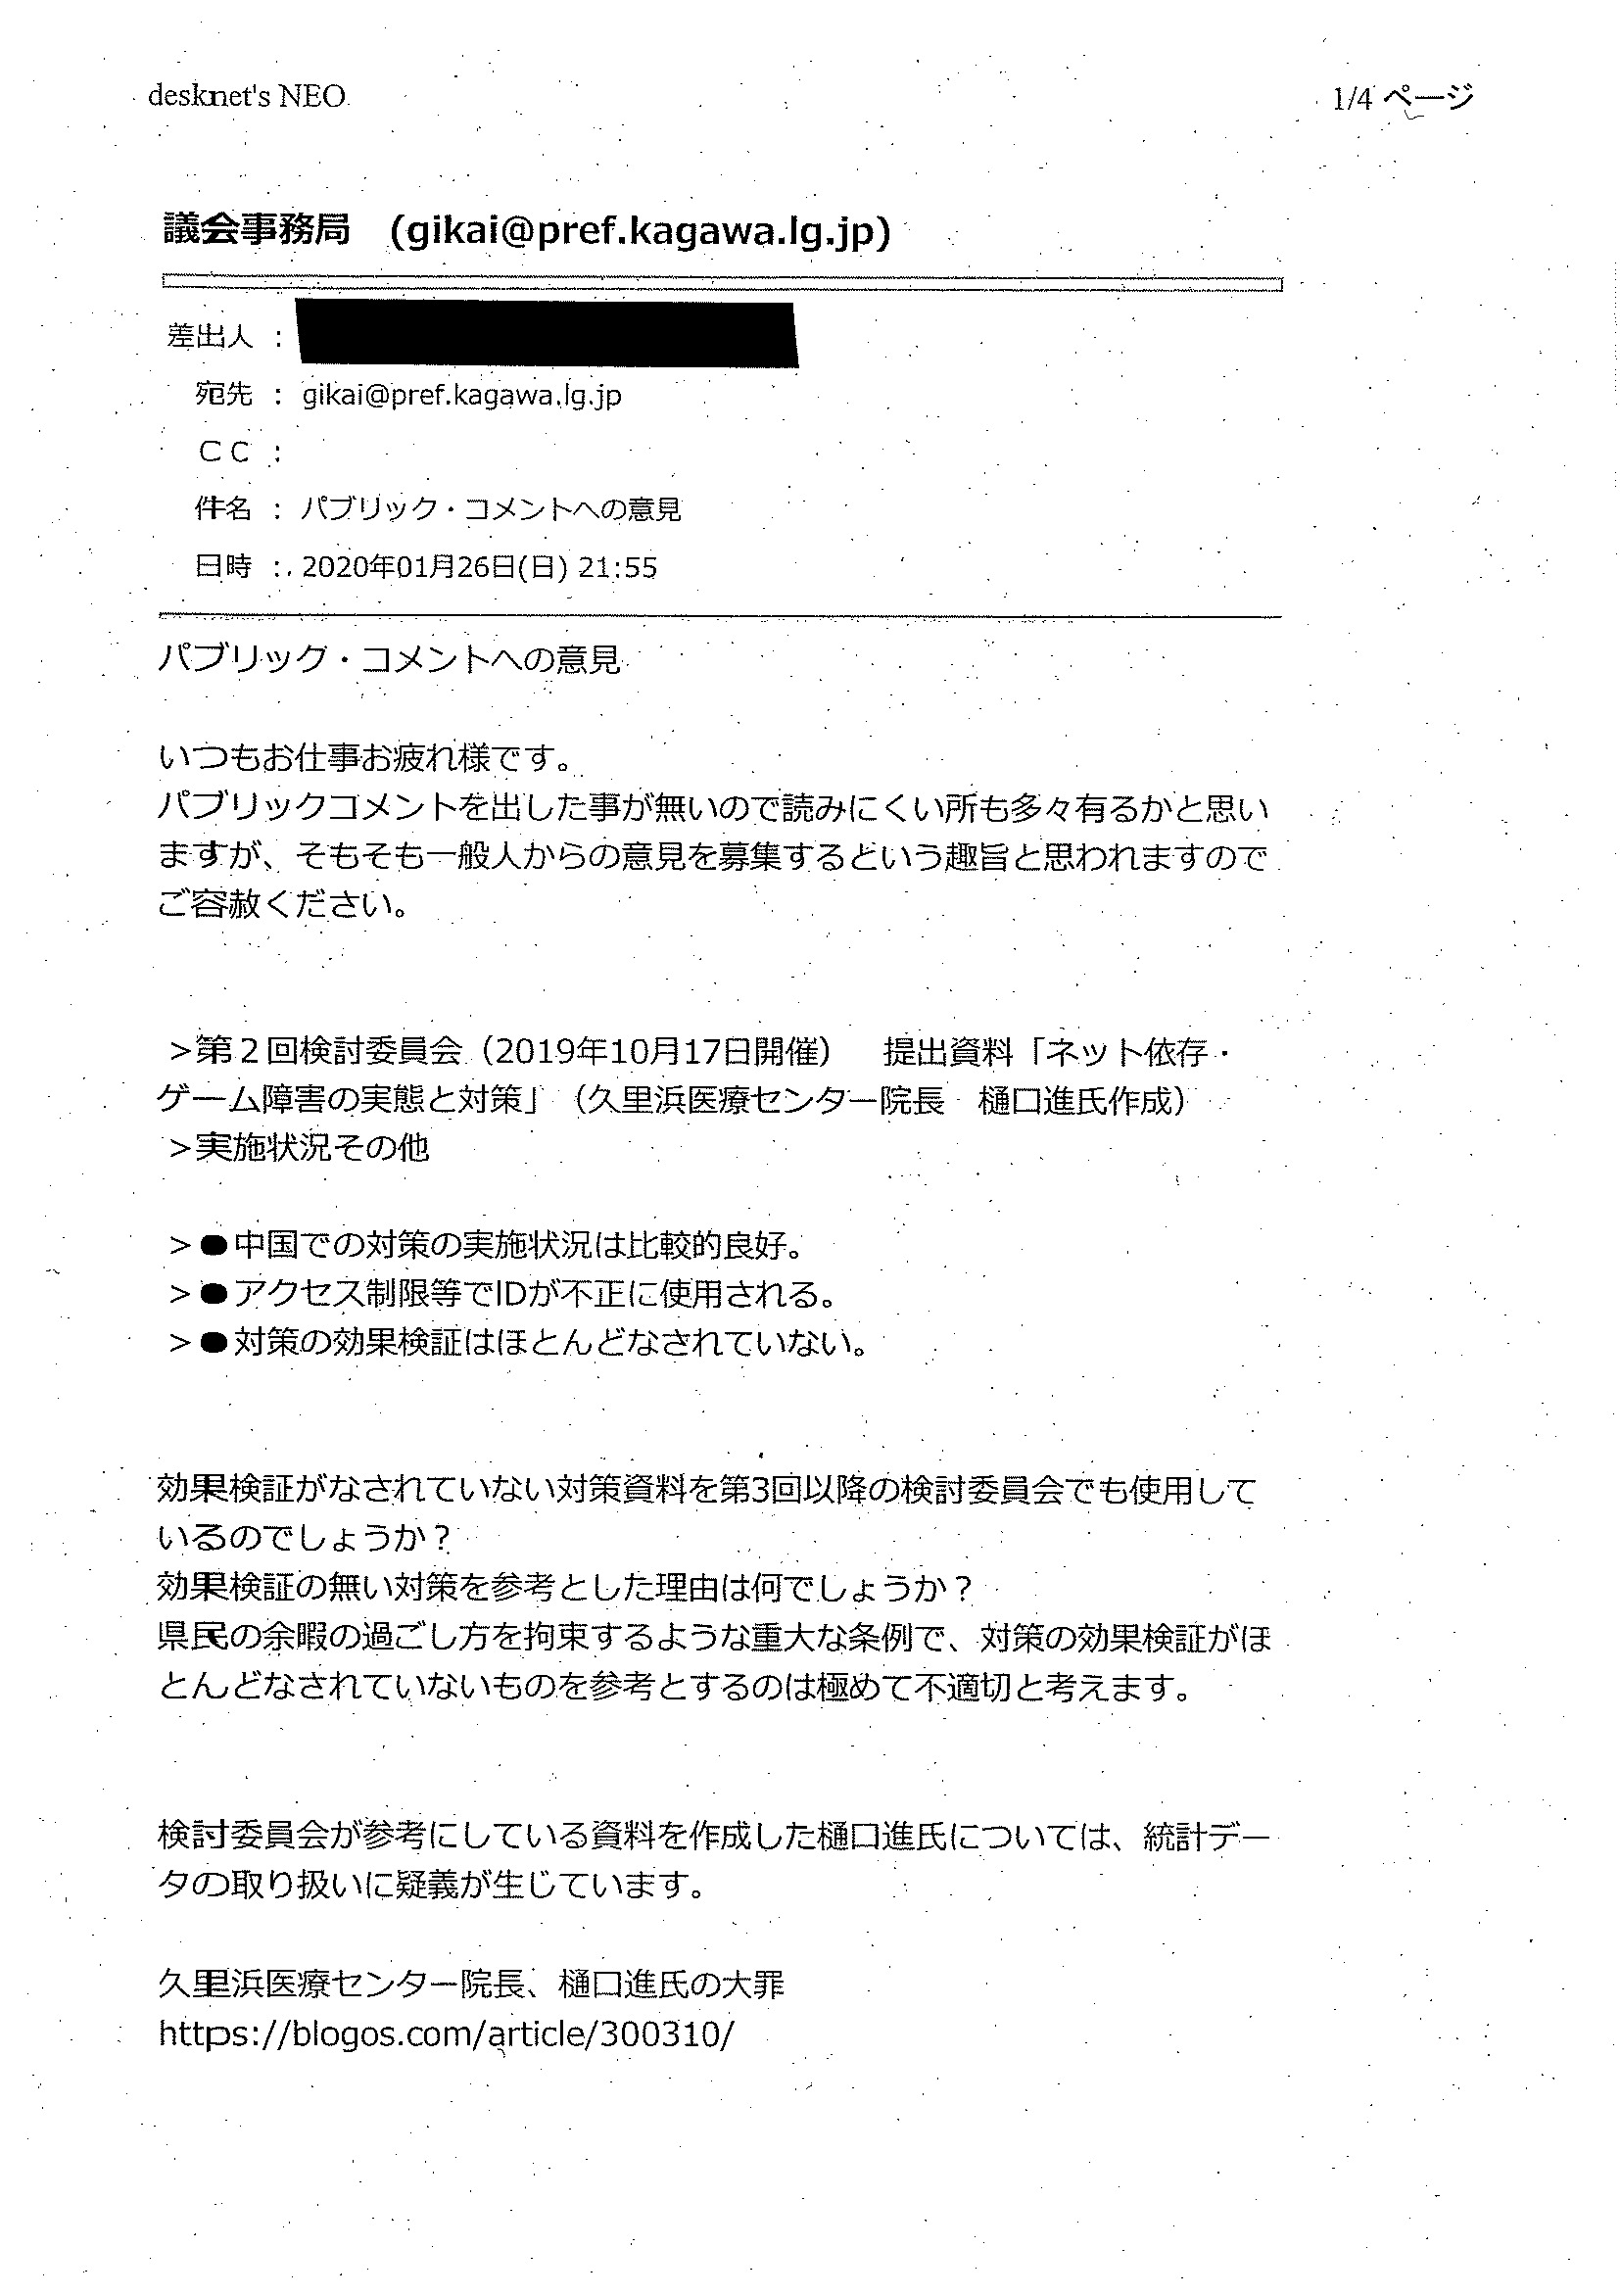 desknet's NEO
1/4 ページ
議会事務局 (gikai@pref.kagawa.lg.jp)
差出人 :
宛先 : gikai@pref.kagawa.lg.jp
ＣＣ :
件名 : パブリック・コメントへの意見
日時 : 2020年01月26日(日) 21:55
パブリック・コメントへの意見
いつもお仕事お疲れ様です。
パブリックコメントを出した事が無いので読みにくい所も多々有るかと思い
ますが、そもそも一般人からの意見を募集するという趣旨と思われますので
ご容赦ください。
>第２回検討委員会（2019年10月17日開催）　提出資料「ネット依存・
ゲーム障害の実態と対策」（久里浜医療センター院長　樋口進氏作成）
>実施状況その他
>●中国での対策の実施状況は比較的良好。
>●アクセス制限等でIDが不正に使用される。
>●対策の効果検証はほとんどなされていない。
効果検証がなされていない対策資料を第3回以降の検討委員会でも使用して
いるのでしょうか？
効果検証の無い対策を参考とした理由は何でしょうか？
県民の余暇の過ごし方を拘束するような重大な条例で、対策の効果検証がほ
とんどなされていないものを参考とするのは極めて不適切と考えます。
検討委員会が参考にしている資料を作成した樋口進氏については、統計デー
タの取り扱いに疑義が生じています。
久里浜医療センター院長、樋口進氏の大罪
https://blogos.com/article/300310/